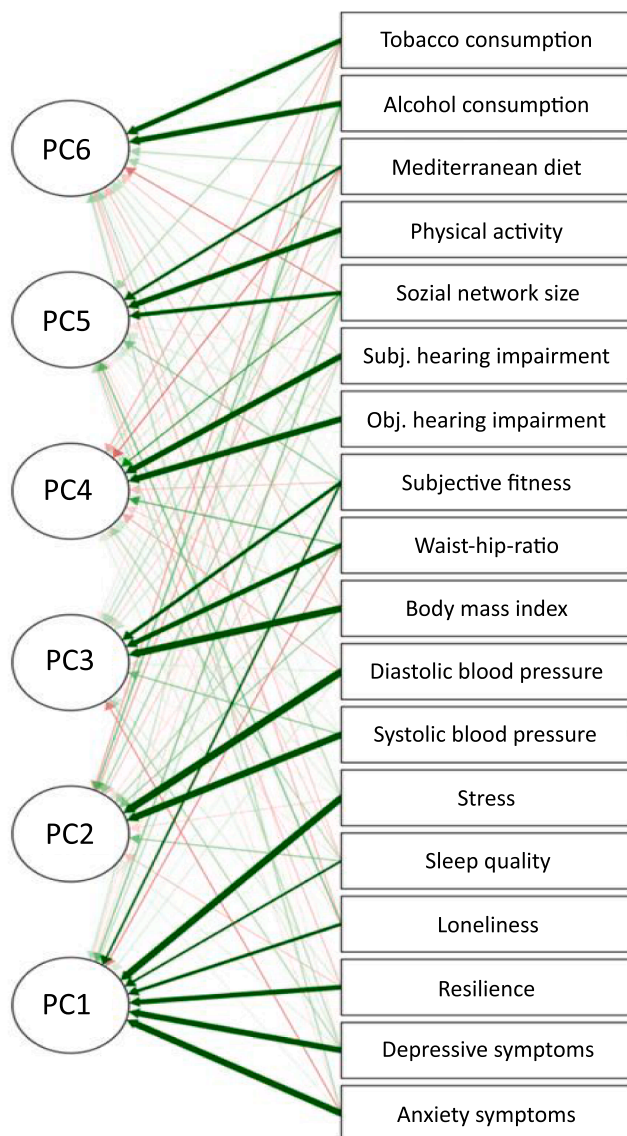 Tobacco consumption
Alcohol consumption
PC6
Mediterranean diet
Physical activity
Sozial network size
PC5
Subj. hearing impairment
Obj. hearing impairment
PC4
Subjective fitness
Waist-hip-ratio
Body mass index
PC3
Diastolic blood pressure
Systolic blood pressure
Stress
PC2
Sleep quality
Loneliness
Resilience
PC1
Depressive symptoms
Anxiety symptoms